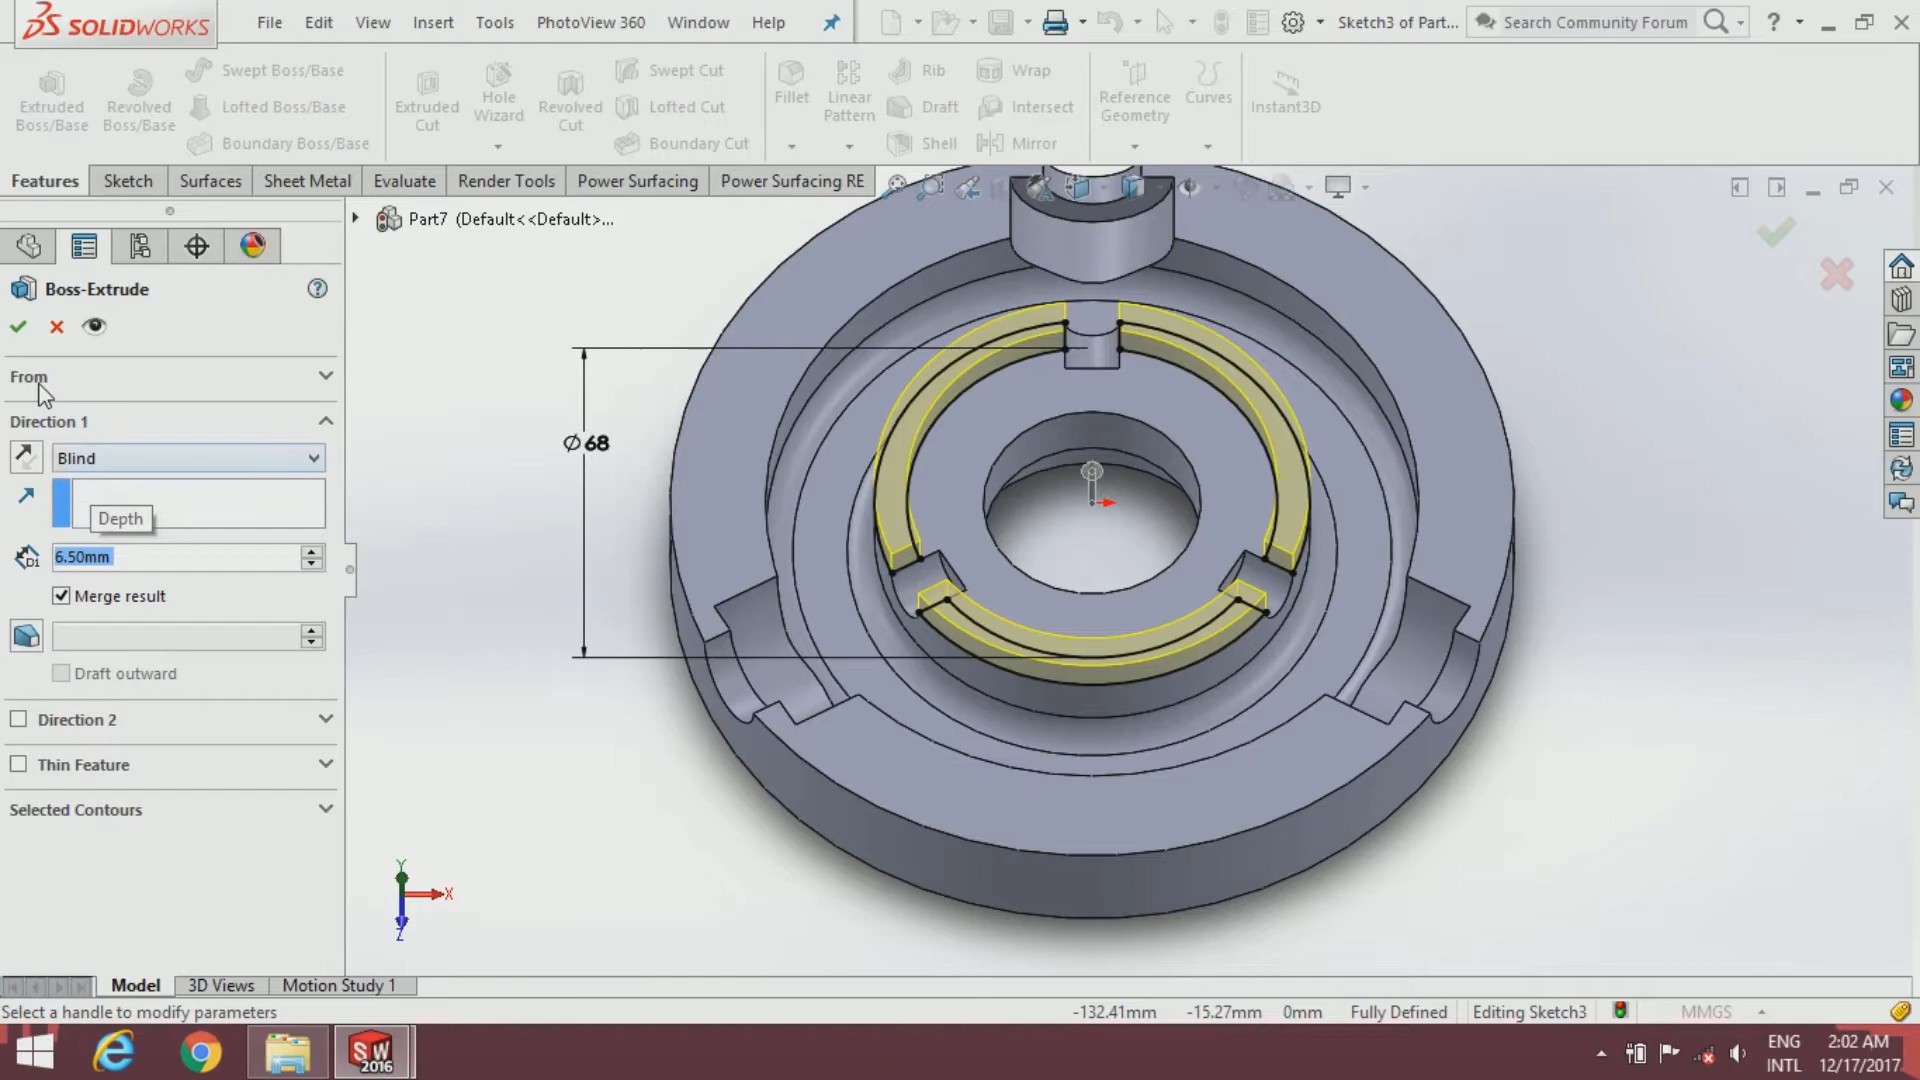 SOLIDWORKS
File Edit View Insert Tools PhotoView 360 Window Help
Sketch3 of Part...
Search Community Forum
?
Extruded Boss/Base
Revolved Boss/Base
Swept Boss/Base
Lofted Boss/Base
Boundary Boss/Base
Extruded Cut
Hole Wizard
Revolved Cut
Swept Cut
Lofted Cut
Boundary Cut
Fillet
Linear Pattern
Rib
Draft
Shell
Wrap
Intersect
Mirror
Reference Geometry
Curves
Instant3D
Features Sketch Surfaces Sheet Metal Evaluate Render Tools Power Surfacing Power Surfacing RE
Part7 (Default<<Default>...
Boss-Extrude
?
From
Direction 1
Blind
Depth
D1
6.50mm
Merge result
Draft outward
Direction 2
Thin Feature
Selected Contours
Ø68
Y
X
Z
Model 3D Views Motion Study 1
Select a handle to modify parameters
-132.41mm -15.27mm 0mm Fully Defined Editing Sketch3 MMGS
SW 2016
ENG
INTL
2:02 AM
12/17/2017